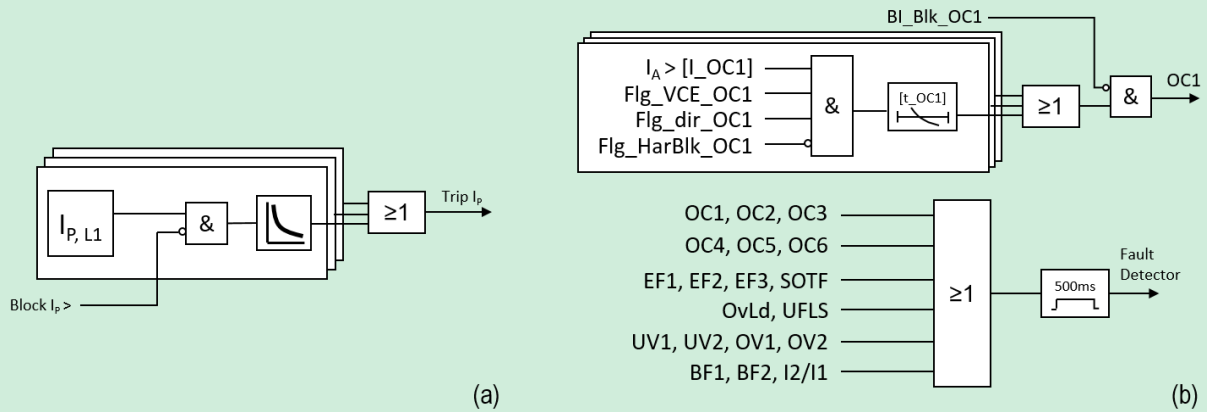 I_P, L1
&
≥1
Trip I_P
Block I_P >
(a)
BI_Blk_OC1
I_A > [I_OC1]
Flg_VCE_OC1
Flg_dir_OC1
Flg_HarBlk_OC1
&
[t_OC1]
≥1
&
OC1
OC1, OC2, OC3
OC4, OC5, OC6
EF1, EF2, EF3, SOTF
OvLd, UFLS
UV1, UV2, OV1, OV2
BF1, BF2, I2/I1
≥1
500ms
Fault
Detector
(b)